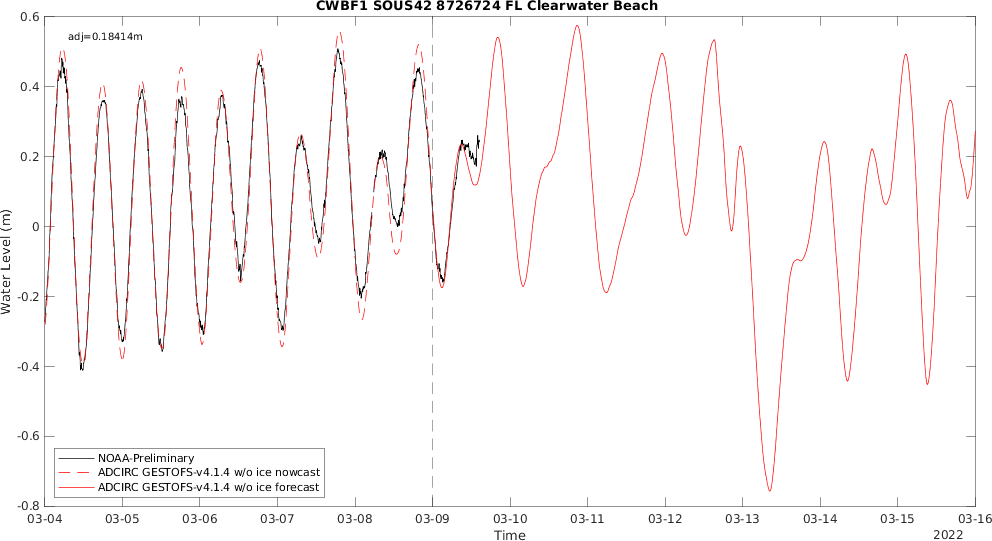 CWBF1 SOUS42 8726724 FL Clearwater Beach
adj=0.18414m
0.6
0.4
0.2
0
-0.2
-0.4
-0.6
-0.8
Water Level (m)
NOAA-Preliminary
ADCIRC GESTOFS-v4.1.4 w/o ice nowcast
ADCIRC GESTOFS-v4.1.4 w/o ice forecast
03-04 03-05 03-06 03-07 03-08 03-09 03-10 03-11 03-12 03-13 03-14 03-15 03-16
Time
2022